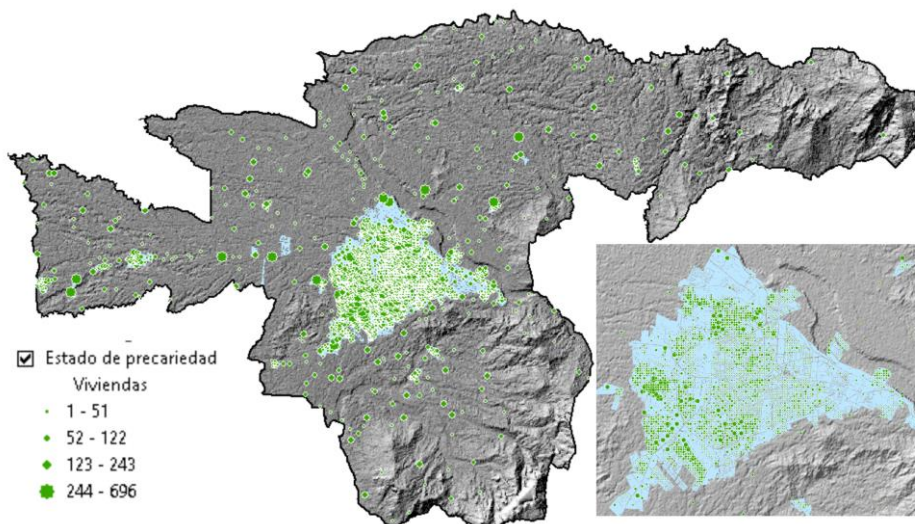 Estado de precariedad
Viviendas
1 - 51
52 - 122
123 - 243
244 - 696